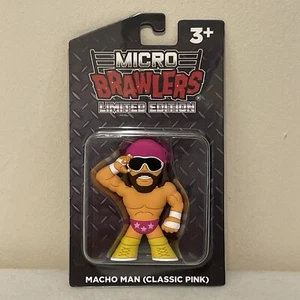 3+
MICRO
BRAWLERS
LIMITED EDITION
MACHO MAN (CLASSIC PINK)